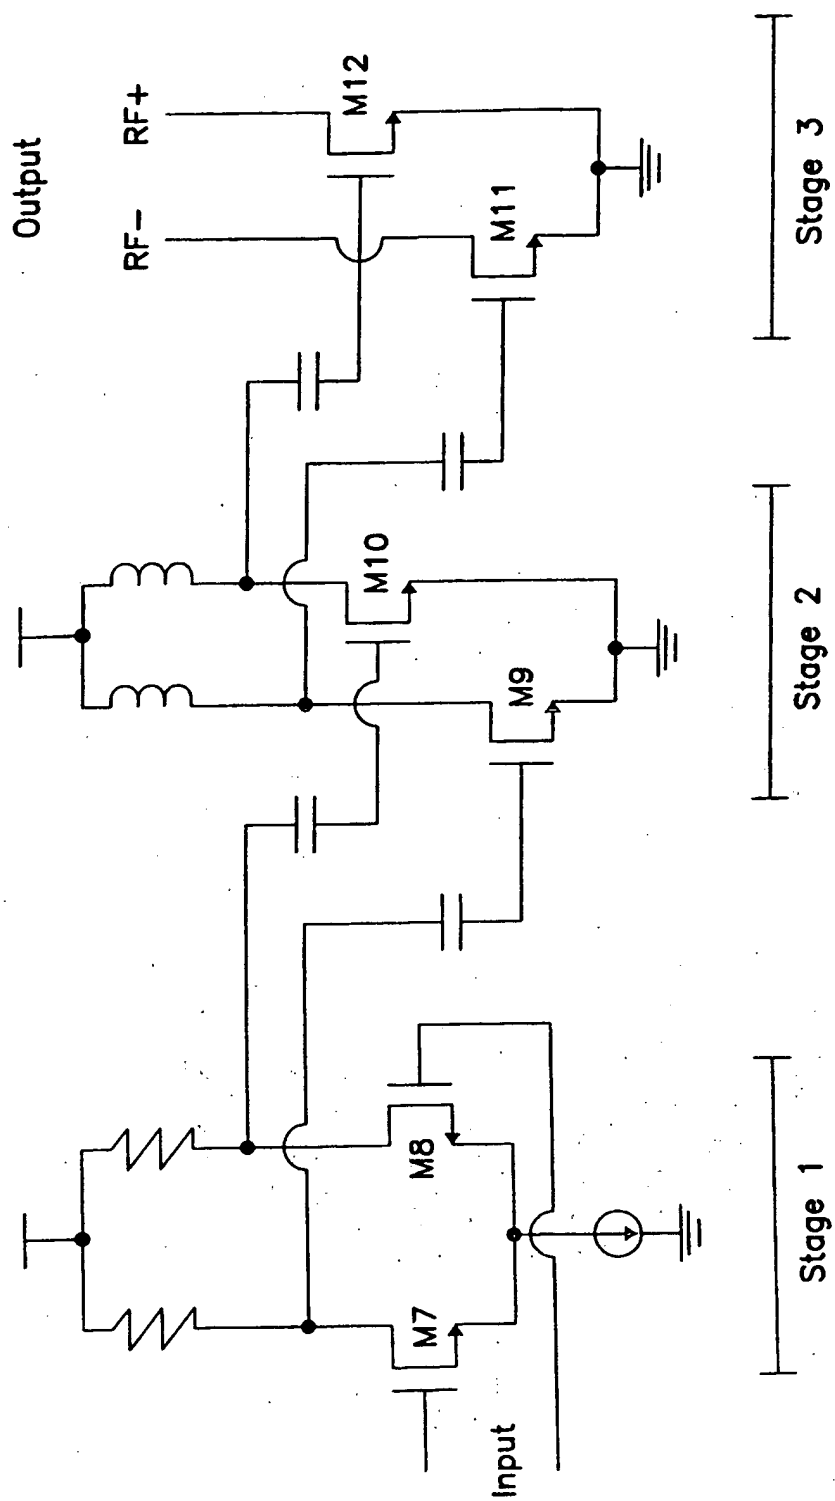 Output
RF-
RF+
M12
M11
M10
M9
M8
M7
Input
Stage 1
Stage 2
Stage 3